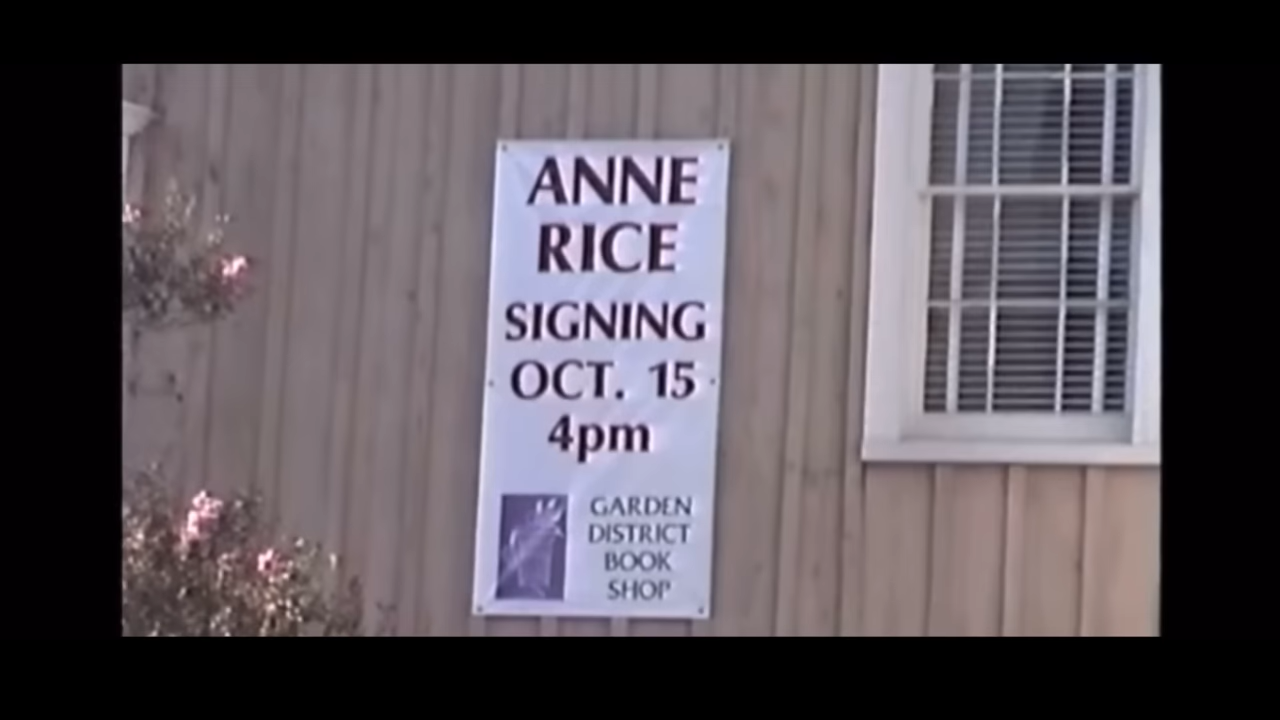 ANNE
RICE
SIGNING
OCT. 15
4pm
GARDEN
DISTRICT
BOOK
SHOP